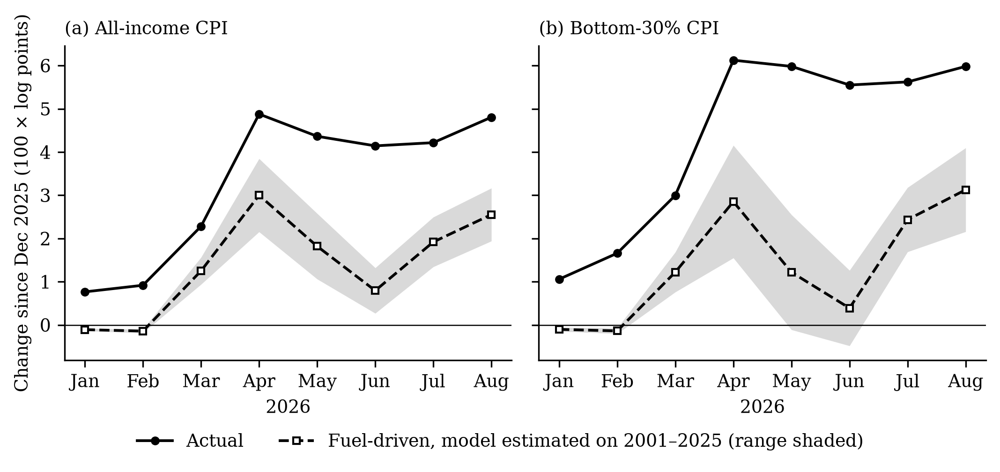 (a) All-income CPI
(b) Bottom-30% CPI
Change since Dec 2025 (100 × log points)
6
5
4
3
2
1
0
Jan Feb Mar Apr May Jun Jul Aug
Jan Feb Mar Apr May Jun Jul Aug
2026
2026
Actual
Fuel-driven, model estimated on 2001–2025 (range shaded)